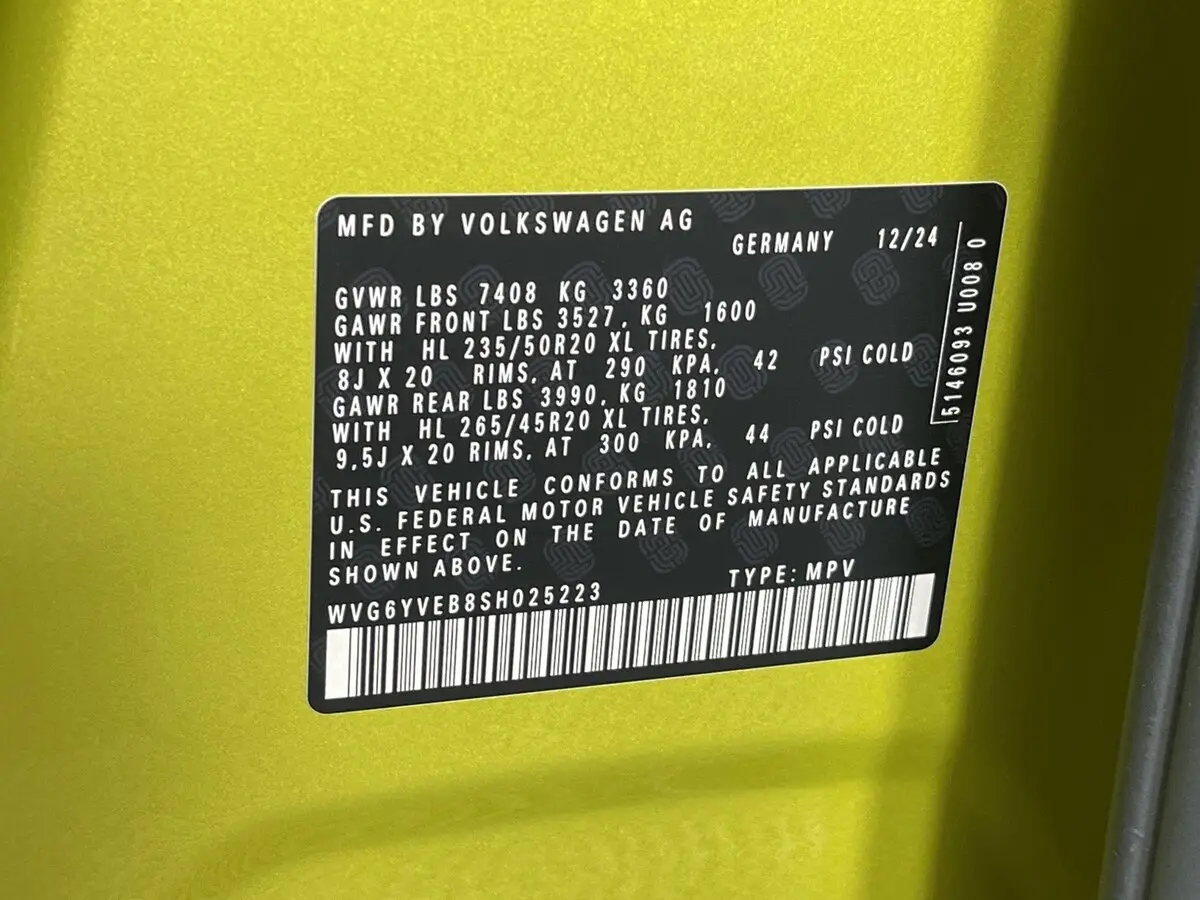 MFD BY VOLKSWAGEN AG
GERMANY 12/24
GVWR LBS 7408 KG 3360
GAWR FRONT LBS 3527, KG 1600
WITH HL 235/50R20 XL TIRES,
8J X 20 RIMS, AT 290 KPA, 42 PSI COLD
GAWR REAR LBS 3990, KG 1810
WITH HL 265/45R20 XL TIRES,
9,5J X 20 RIMS, AT 300 KPA, 44 PSI COLD
THIS VEHICLE CONFORMS TO ALL APPLICABLE
U.S. FEDERAL MOTOR VEHICLE SAFETY STANDARDS
IN EFFECT ON THE DATE OF MANUFACTURE
SHOWN ABOVE.
WVG6YVEB8SH025223 TYPE: MPV
5146093 U008 0